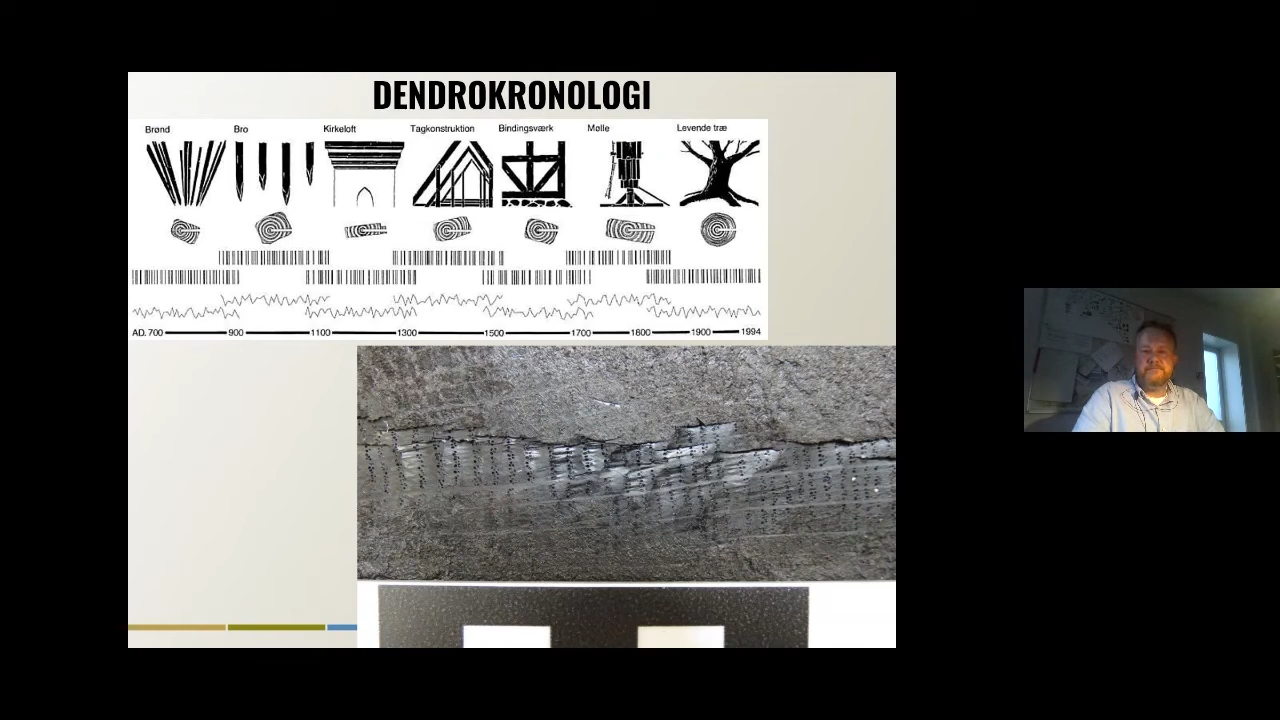 DENDROKRONOLOGI
Brønd Bro Kirkeloft Tagkonstruktion Bindingsværk Mølle Levende træ
AD. 700 900 1100 1300 1500 1700 1800 1900 1994